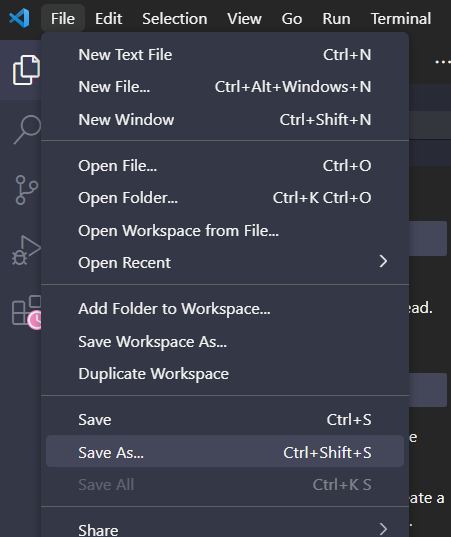 File Edit Selection View Go Run Terminal
...
New Text File Ctrl+N
New File... Ctrl+Alt+Windows+N
New Window Ctrl+Shift+N
Open File... Ctrl+O
Open Folder... Ctrl+K Ctrl+O
Open Workspace from File...
Open Recent
Add Folder to Workspace...
ead.
Save Workspace As...
Duplicate Workspace
Save Ctrl+S
e
Save As... Ctrl+Shift+S
Save All Ctrl+K S
eate a
Share
.